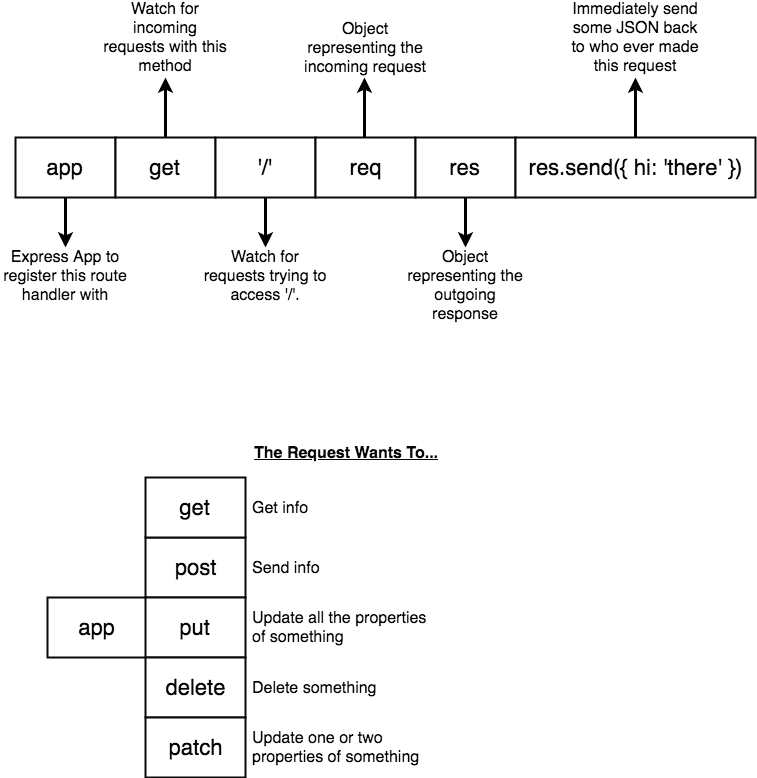 Watch for
incoming
requests with this
method
Object
representing the
incoming request
Immediately send
some JSON back
to who ever made
this request
app
get
'/'
req
res
res.send({ hi: 'there' })
Express App to
register this route
handler with
Watch for
requests trying to
access '/'.
Object
representing the
outgoing
response
The Request Wants To...
get
Get info
post
Send info
app
put
Update all the properties
of something
delete
Delete something
patch
Update one or two
properties of something